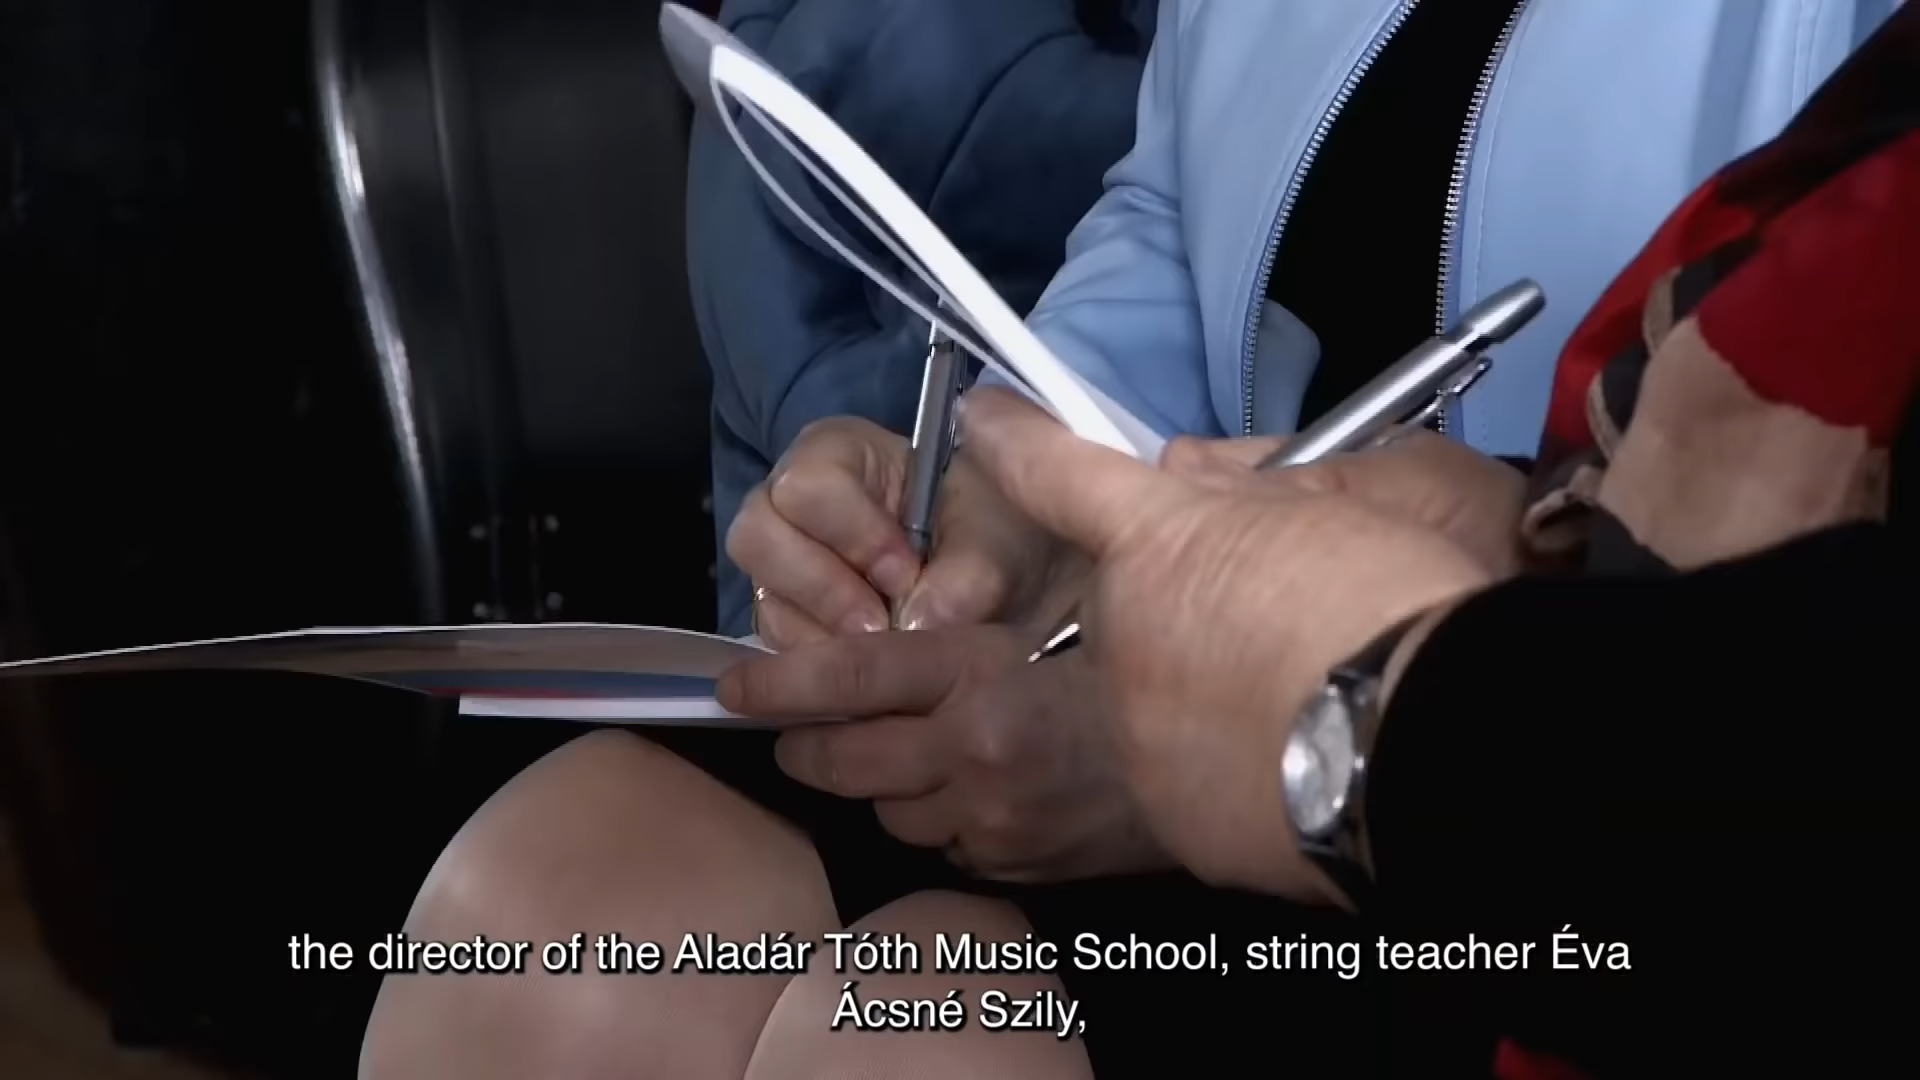 the director of the Aladár Tóth Music School, string teacher Éva
Ácsné Szily,